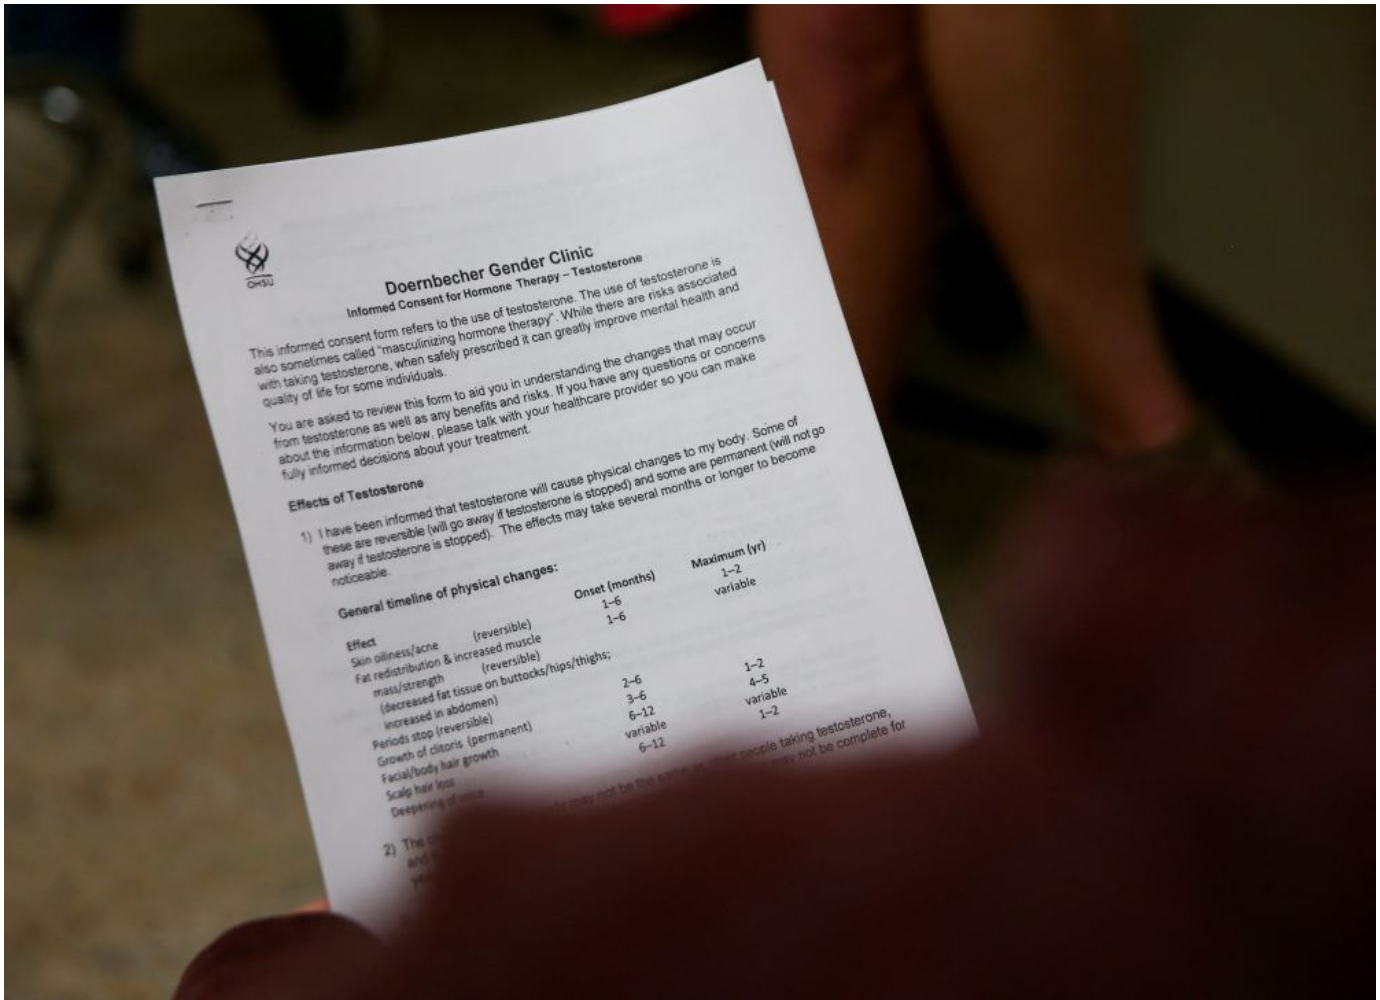 OHSU
Doernbecher Gender Clinic
Informed Consent for Hormone Therapy – Testosterone
This informed consent form refers to the use of testosterone. The use of testosterone is
also sometimes called "masculinizing hormone therapy". While there are risks associated
with taking testosterone, when safely prescribed it can greatly improve mental health and
quality of life for some individuals.
You are asked to review this form to aid you in understanding the changes that may occur
from testosterone as well as any benefits and risks. If you have any questions or concerns
about the information below, please talk with your healthcare provider so you can make
fully informed decisions about your treatment.
Effects of Testosterone
1) I have been informed that testosterone will cause physical changes to my body. Some of
these are reversible (will go away if testosterone is stopped) and some are permanent (will not go
away if testosterone is stopped). The effects may take several months or longer to become
noticeable.
General timeline of physical changes:
Effect Onset (months) Maximum (yr)
Skin oiliness/acne (reversible) 1–6 1–2
Fat redistribution & increased muscle 1–6 variable
mass/strength (reversible)
(decreased fat tissue on buttocks/hips/thighs;
increased in abdomen)
Periods stop (reversible) 2–6
Growth of clitoris (permanent) 3–6 1–2
Facial/body hair growth 6–12 4–5
Scalp hair loss variable variable
Deepening of voice 6–12 1–2
2) The may not be the same as other people taking testosterone,
and may not be complete for